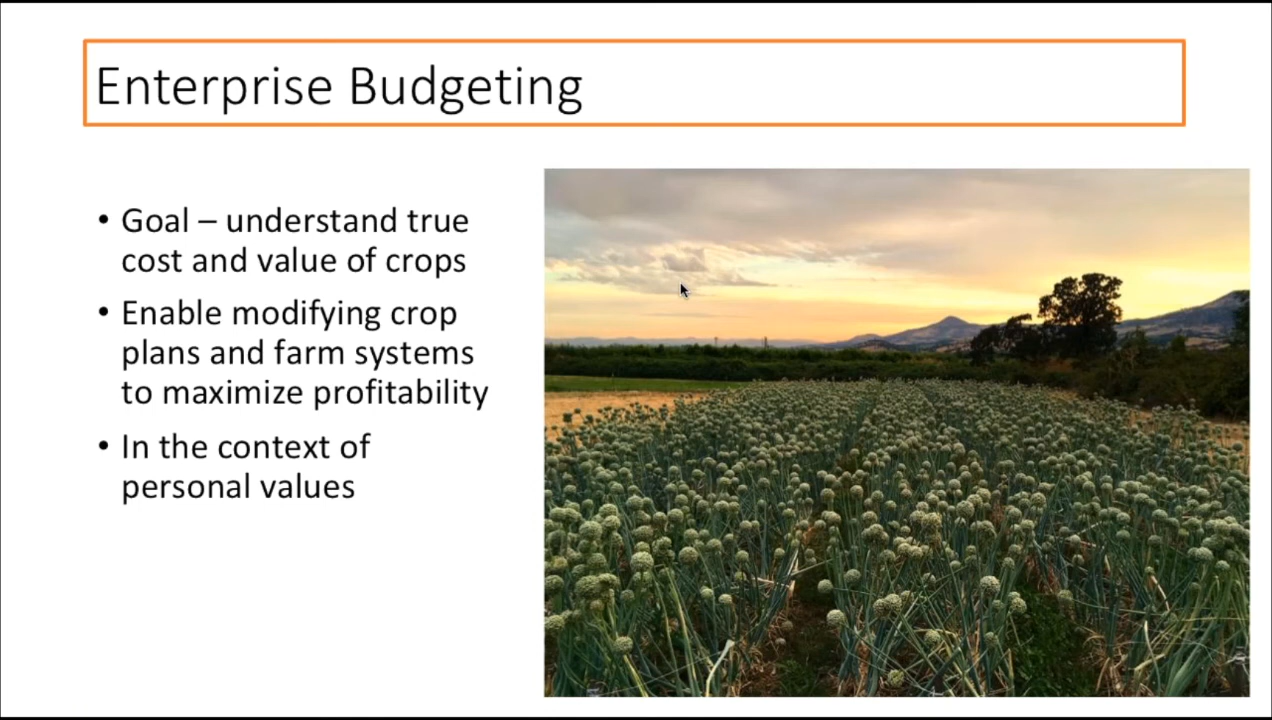 Enterprise Budgeting
• Goal – understand true
cost and value of crops
• Enable modifying crop
plans and farm systems
to maximize profitability
• In the context of
personal values